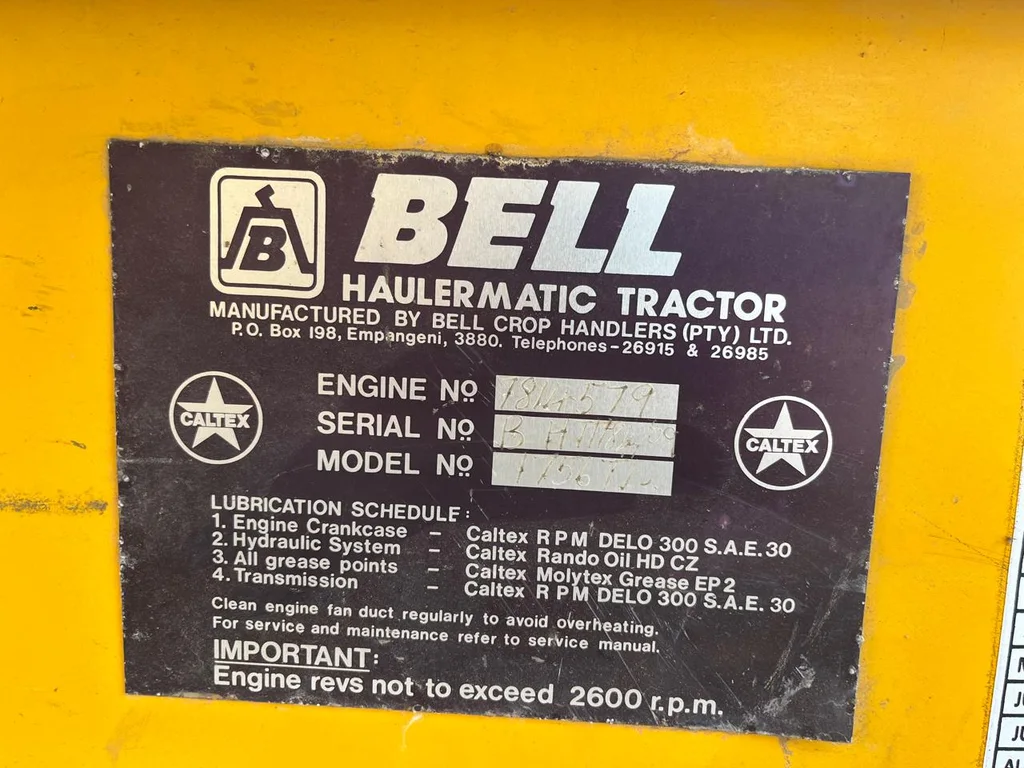 B
BELL
HAULERMATIC TRACTOR
MANUFACTURED BY BELL CROP HANDLERS (PTY) LTD.
P.O. Box 198, Empangeni, 3880. Telephones-26915 & 26985
ENGINE No
SERIAL No
MODEL No
CALTEX
CALTEX
LUBRICATION SCHEDULE:
1. Engine Crankcase – Caltex RPM DELO 300 S.A.E. 30
2. Hydraulic System – Caltex Rando Oil HD CZ
3. All grease points – Caltex Molytex Grease EP2
4. Transmission – Caltex RPM DELO 300 S.A.E. 30
Clean engine fan duct regularly to avoid overheating.
For service and maintenance refer to service manual.
IMPORTANT:
Engine revs not to exceed 2600 r.p.m.